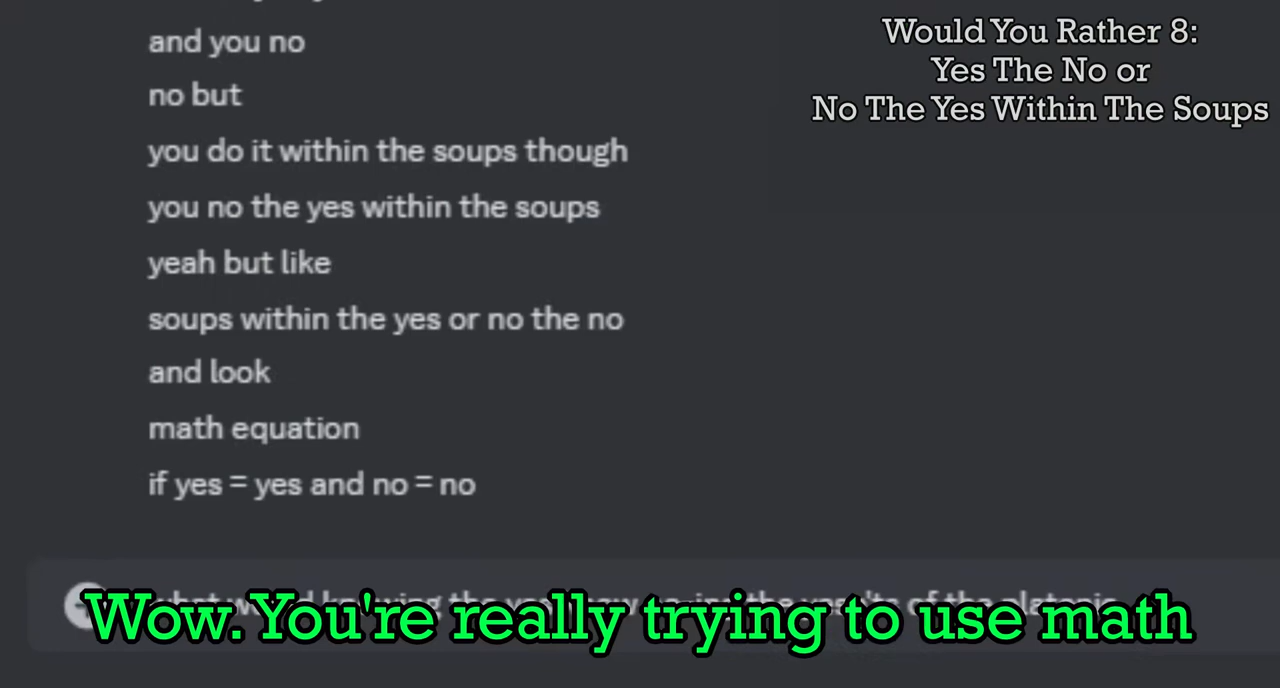 and you no
no but
you do it within the soups though
you no the yes within the soups
yeah but like
soups within the yes or no the no
and look
math equation
if yes = yes and no = no
Would You Rather 8:
Yes The No or
No The Yes Within The Soups
of the platonic
Wow. You're really trying to use math